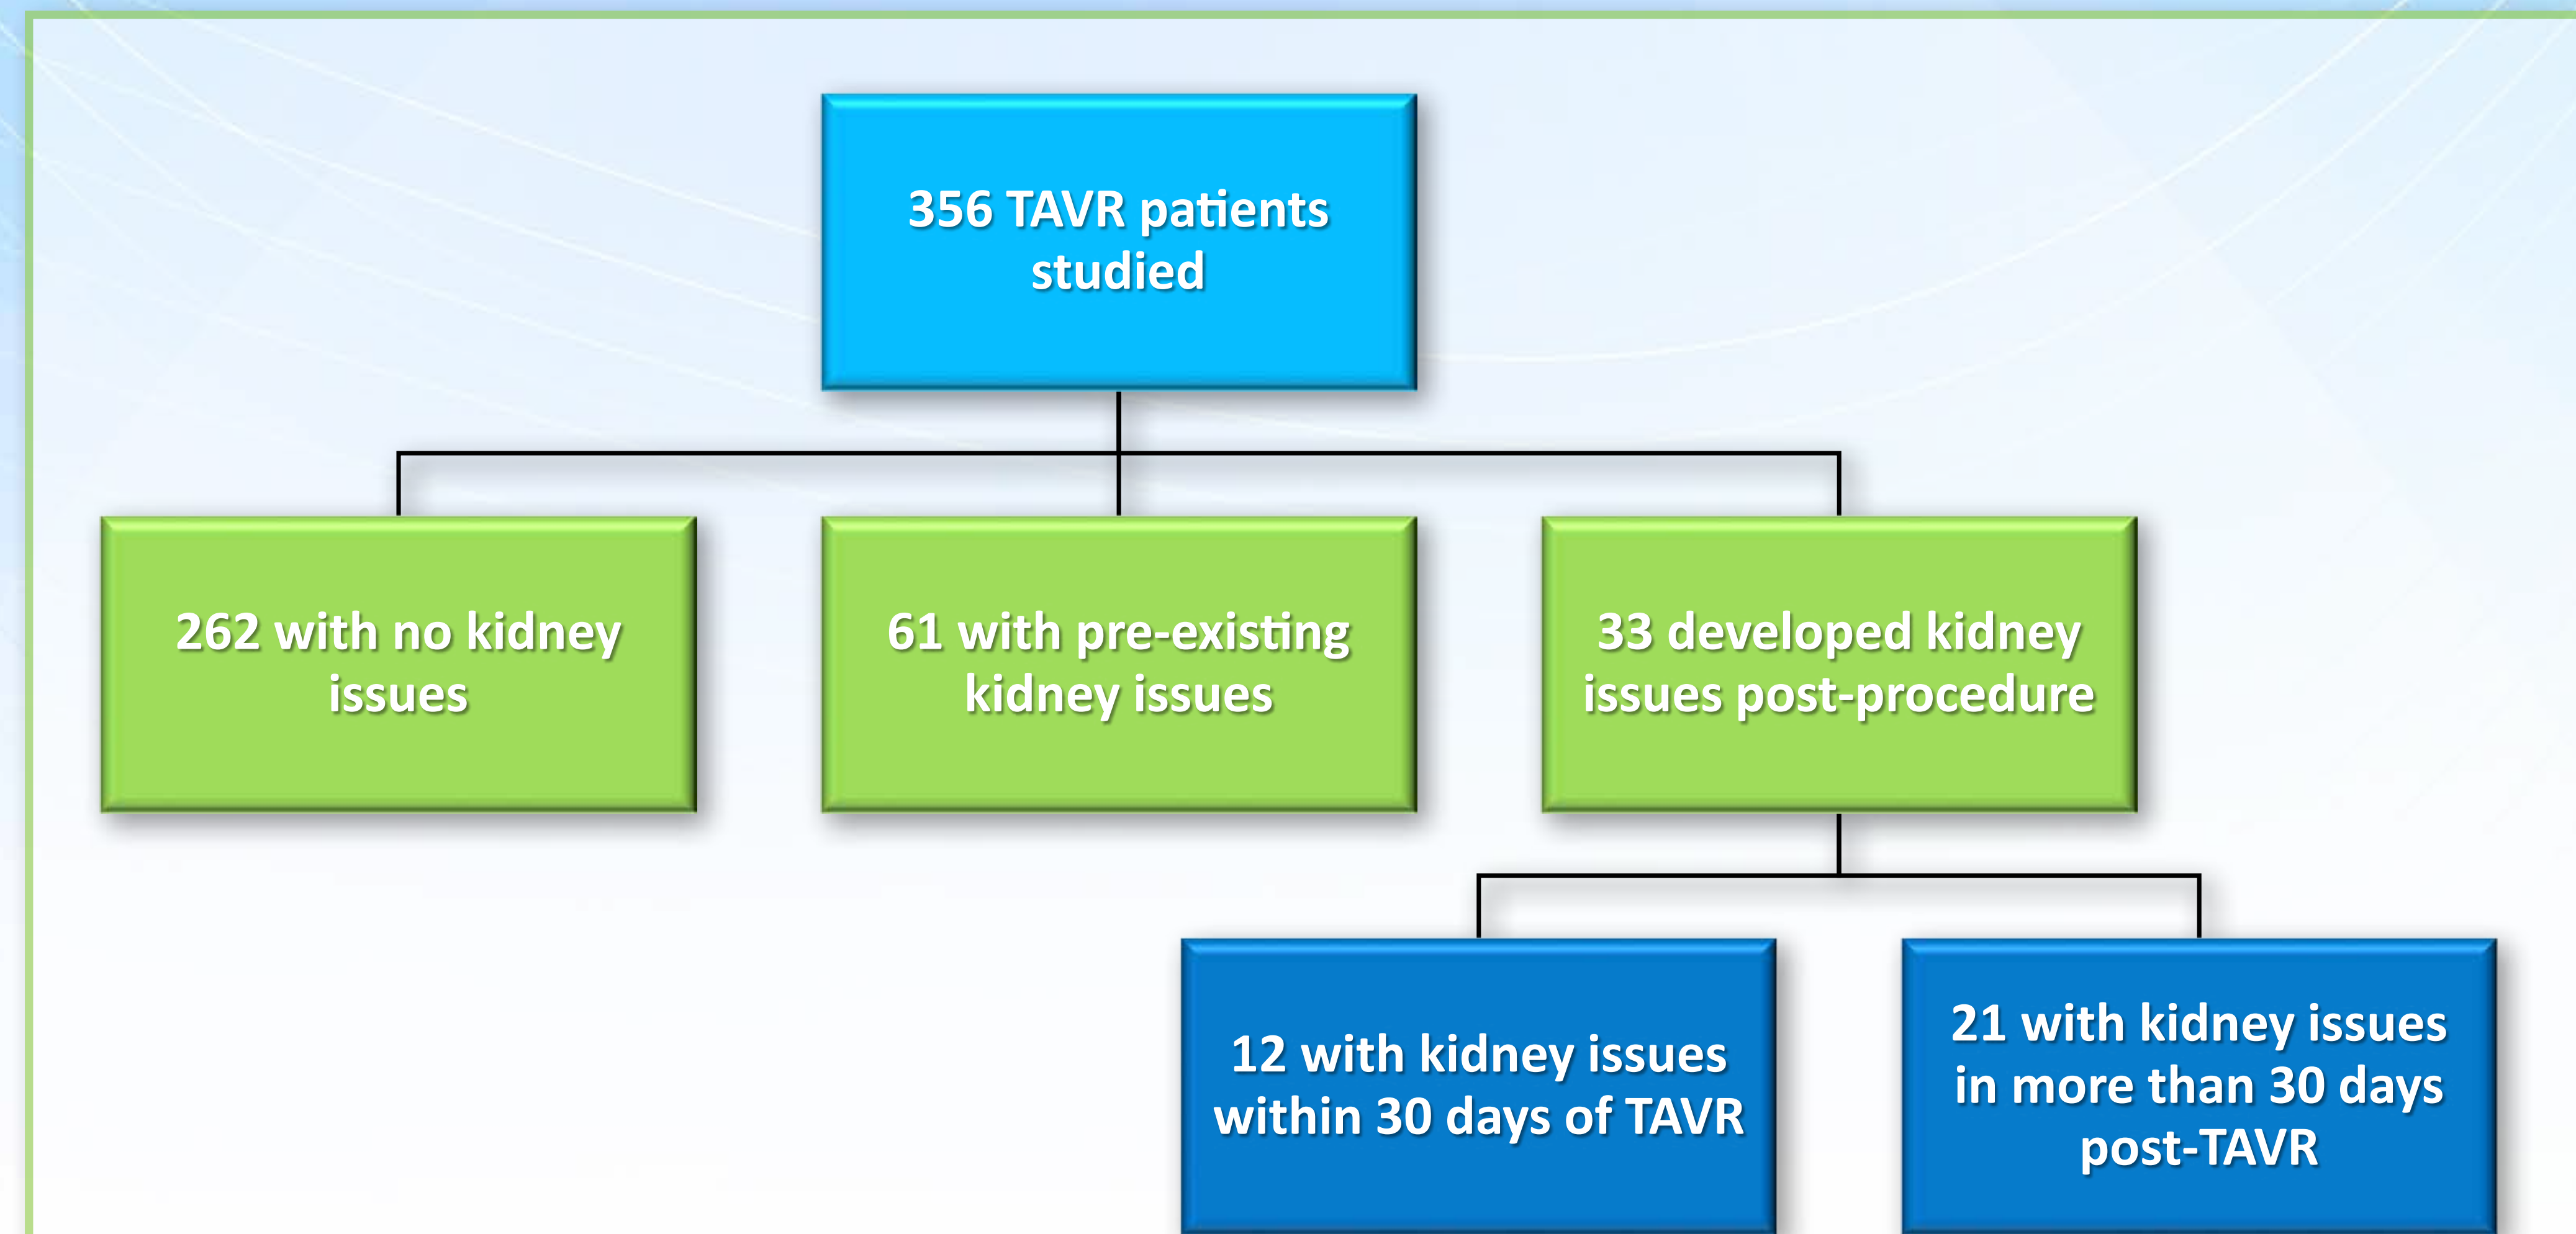 356 TAVR patients
studied
262 with no kidney
issues
61 with pre-existing
kidney issues
33 developed kidney
issues post-procedure
12 with kidney issues
within 30 days of TAVR
21 with kidney issues
in more than 30 days
post-TAVR